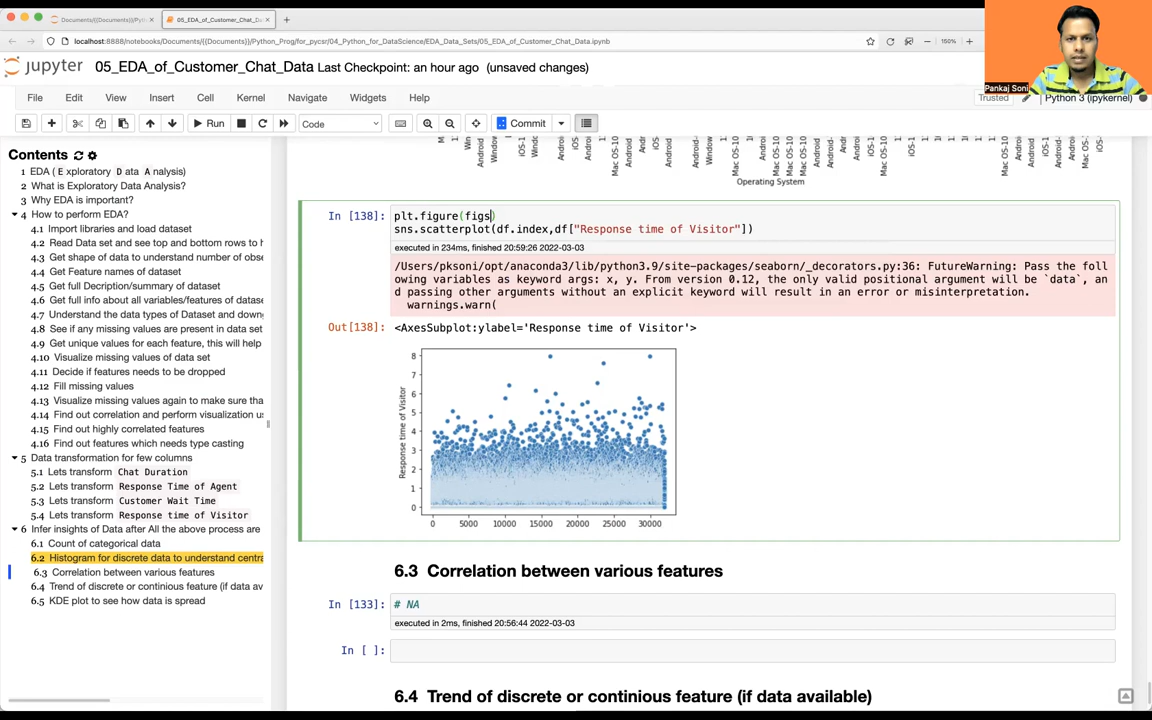 Documents/{{Documents}}/Pyt
05_EDA_of_Customer_Chat_Da
localhost:8888/notebooks/Documents/{{Documents}}/Python_Prog/for_pycsr/04_Python_for_DataScience/EDA_Data_Sets/05_EDA_of_Customer_Chat_Data.ipynb
150%
Pankaj Soni
jupyter 05_EDA_of_Customer_Chat_Data Last Checkpoint: an hour ago (unsaved changes)
File Edit View Insert Cell Kernel Navigate Widgets Help
Trusted
Python 3 (ipykernel)
Run
Code
Commit
Contents
1 EDA ( E xploratory D ata A nalysis)
2 What is Exploratory Data Analysis?
3 Why EDA is important?
4 How to perform EDA?
4.1 Import libraries and load dataset
4.2 Read Data set and see top and bottom rows to h
4.3 Get shape of data to understand number of obse
4.4 Get Feature names of dataset
4.5 Get full Decription/summary of dataset
4.6 Get full info about all variables/features of datase
4.7 Understand the data types of Dataset and down
4.8 See if any missing values are present in data set
4.9 Get unique values for each feature, this will help
4.10 Visualize missing values of data set
4.11 Decide if features needs to be dropped
4.12 Fill missing values
4.13 Visualize missing values again to make sure tha
4.14 Find out correlation and perform visualization u
4.15 Find out highly correlated features
4.16 Find out features which needs type casting
5 Data transformation for few columns
5.1 Lets transform Chat Duration
5.2 Lets transform Response Time of Agent
5.3 Lets transform Customer Wait Time
5.4 Lets transform Response time of Visitor
6 Infer insights of Data after All the above process are
6.1 Count of categorical data
6.2 Histogram for discrete data to understand centra
6.3 Correlation between various features
6.4 Trend of discrete or continious feature (if data av
6.5 KDE plot to see how data is spread
Operating System
In [138]: plt.figure(figs)
sns.scatterplot(df.index,df["Response time of Visitor"])
executed in 234ms, finished 20:59:26 2022-03-03
/Users/pksoni/opt/anaconda3/lib/python3.9/site-packages/seaborn/_decorators.py:36: FutureWarning: Pass the foll
owing variables as keyword args: x, y. From version 0.12, the only valid positional argument will be `data`, an
d passing other arguments without an explicit keyword will result in an error or misinterpretation.
warnings.warn(
Out[138]: <AxesSubplot:ylabel='Response time of Visitor'>
8
7
6
5
4
3
2
1
0
Response time of Visitor
0 5000 10000 15000 20000 25000 30000
6.3 Correlation between various features
In [133]: # NA
executed in 2ms, finished 20:56:44 2022-03-03
In [ ]:
6.4 Trend of discrete or continious feature (if data available)